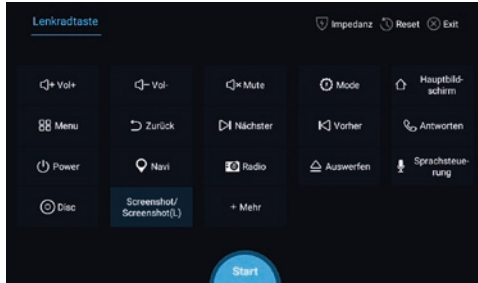 Lenkradtaste
Impedanz Reset Exit
Vol+ Vol- Mute Mode Hauptbild-
schirm
Menu Zurück Nächster Vorher Antworten
Power Navi Radio Auswerfen Sprachsteue-
rung
Disc Screenshot/
Screenshot(L) + Mehr
Start